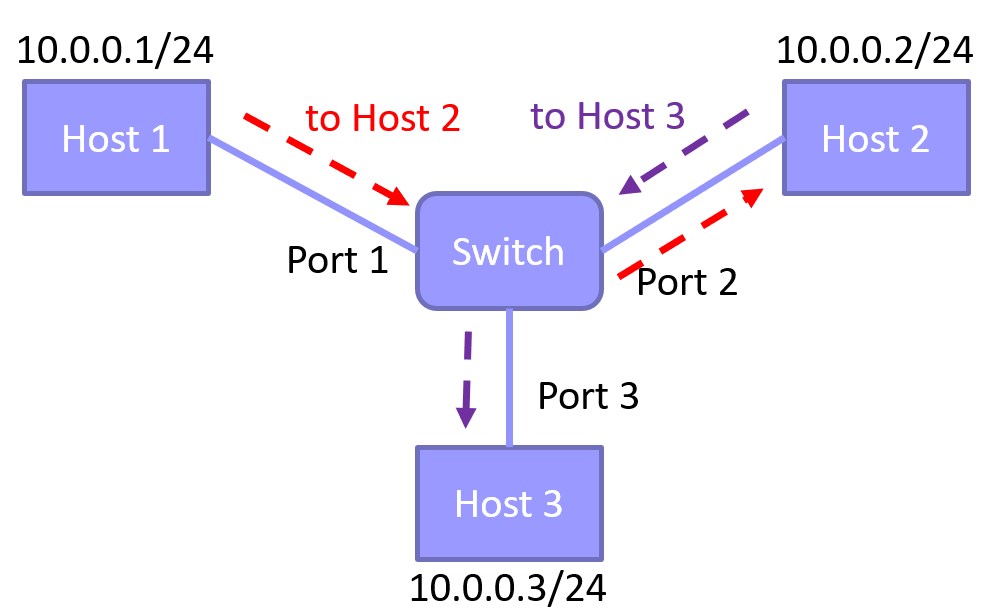 10.0.0.1/24
10.0.0.2/24
Host 1
to Host 2
to Host 3
Host 2
Switch
Port 1
Port 2
Port 3
Host 3
10.0.0.3/24